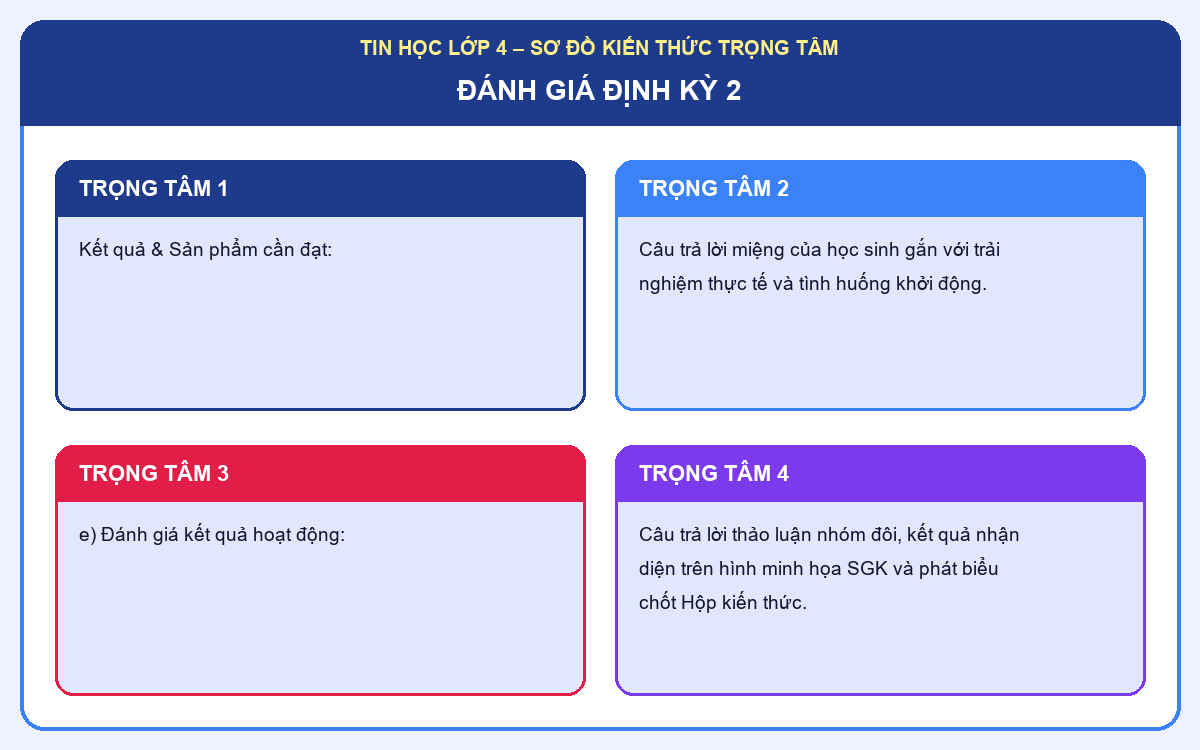 TIN HỌC LỚP 4 – SƠ ĐỒ KIẾN THỨC TRỌNG TÂM
ĐÁNH GIÁ ĐỊNH KỲ 2
TRỌNG TÂM 1
Kết quả & Sản phẩm cần đạt:
TRỌNG TÂM 2
Câu trả lời miệng của học sinh gắn với trải
nghiệm thực tế và tình huống khởi động.
TRỌNG TÂM 3
e) Đánh giá kết quả hoạt động:
TRỌNG TÂM 4
Câu trả lời thảo luận nhóm đôi, kết quả nhận
diện trên hình minh họa SGK và phát biểu
chốt Hộp kiến thức.